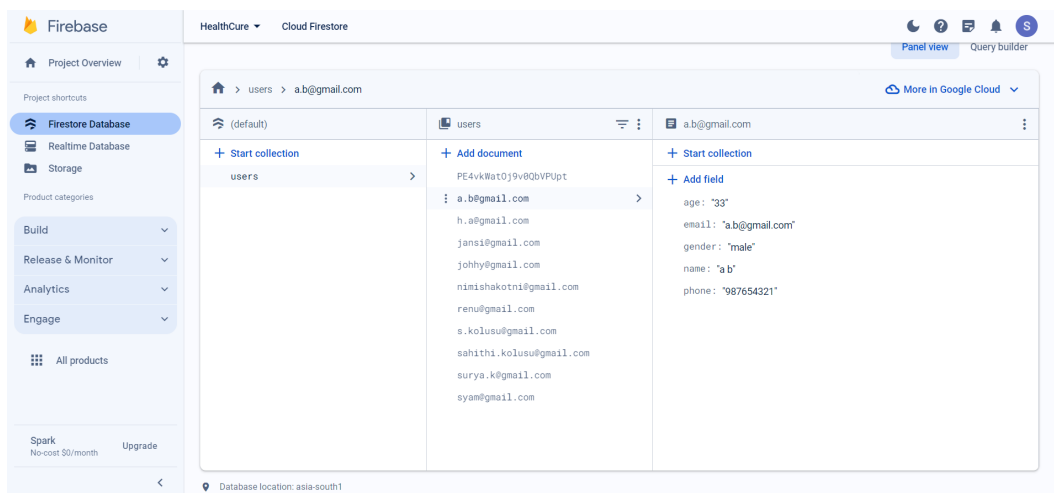 Firebase
HealthCure
Cloud Firestore
S
Project Overview
Project shortcuts
Firestore Database
Realtime Database
Storage
Product categories
Build
Release & Monitor
Analytics
Engage
All products
Spark
No-cost $0/month
Upgrade
Panel view
Query builder
> users > a.b@gmail.com
More in Google Cloud
(default)
+ Start collection
users
users
+ Add document
PE4vkWatOj9v0QbVPUpt
a.b@gmail.com
h.a@gmail.com
jansi@gmail.com
johhy@gmail.com
nimishakotni@gmail.com
renu@gmail.com
s.kolusu@gmail.com
sahithi.kolusu@gmail.com
surya.k@gmail.com
syam@gmail.com
a.b@gmail.com
+ Start collection
+ Add field
age: "33"
email: "a.b@gmail.com"
gender: "male"
name: "a b"
phone: "987654321"
Database location: asia-south1